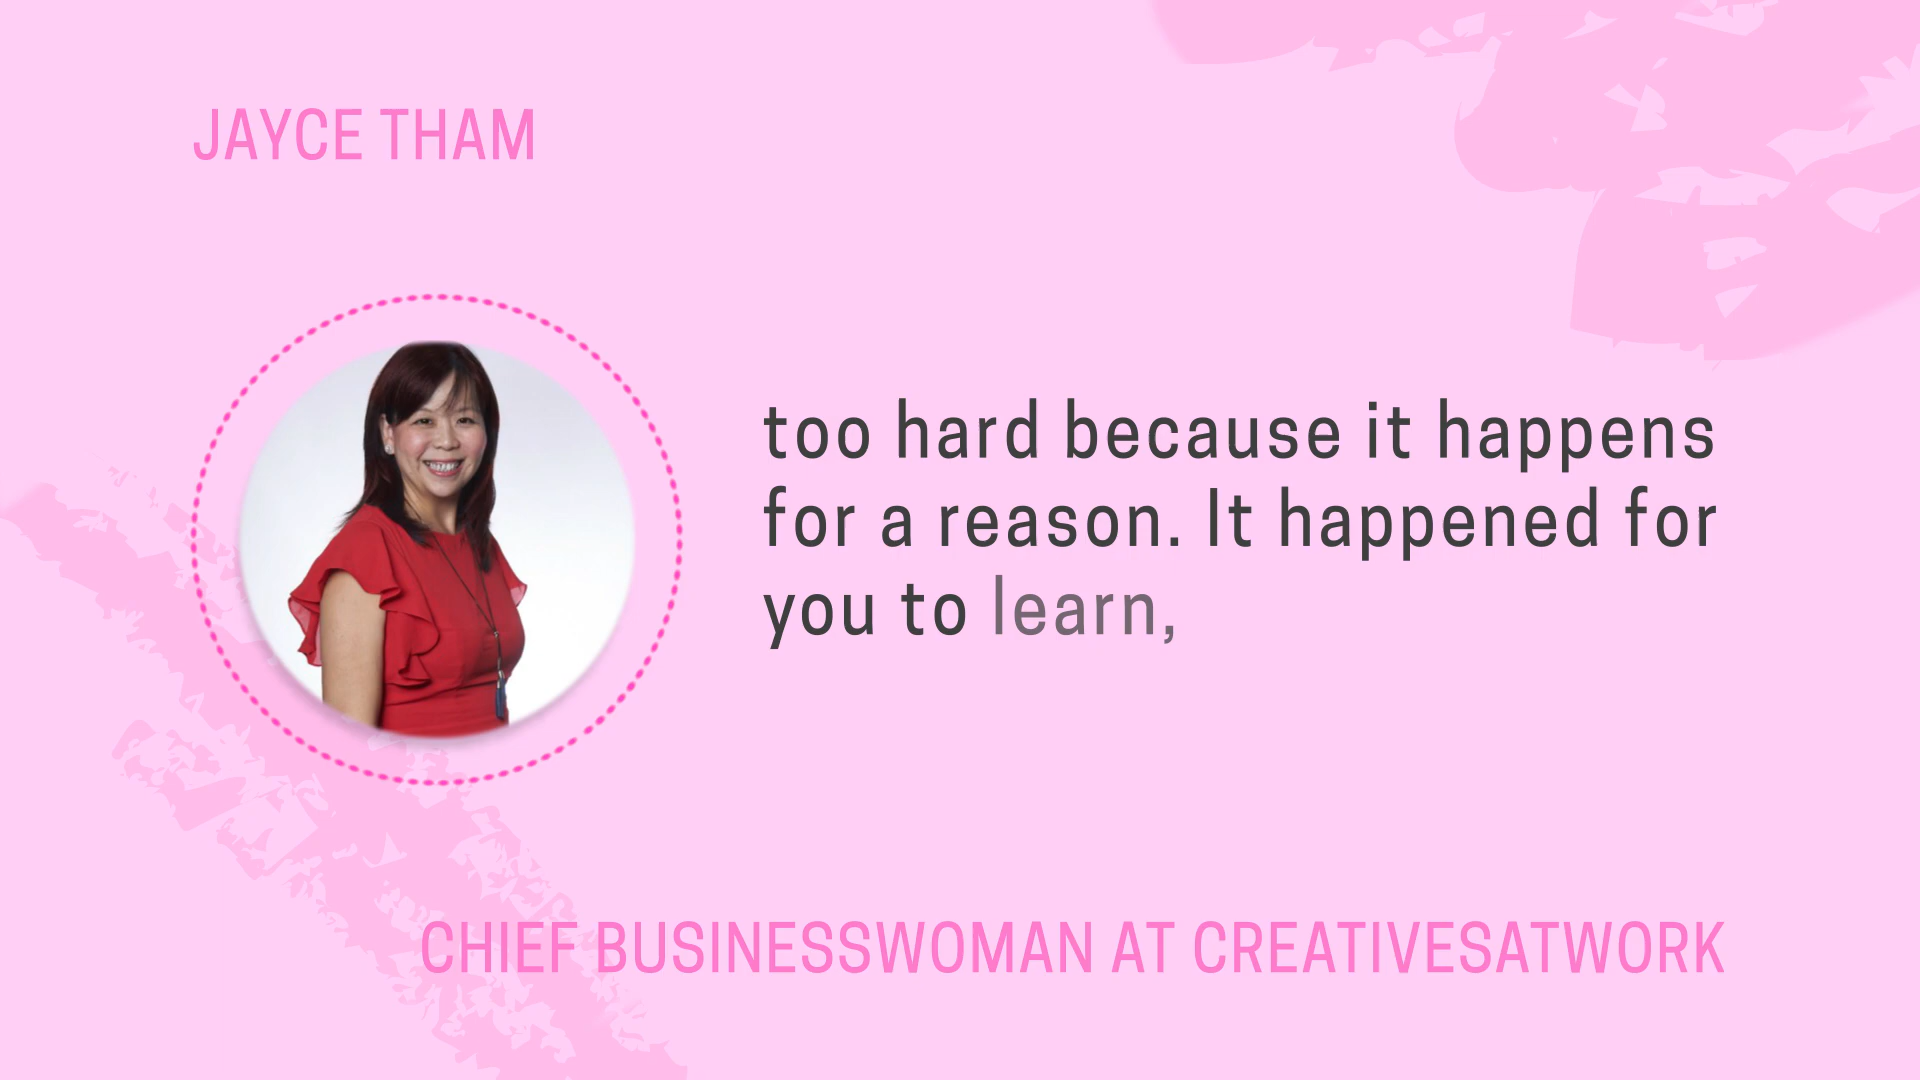 JAYCE THAM
too hard because it happens
for a reason. It happened for
you to learn,
CHIEF BUSINESSWOMAN AT CREATIVESATWORK